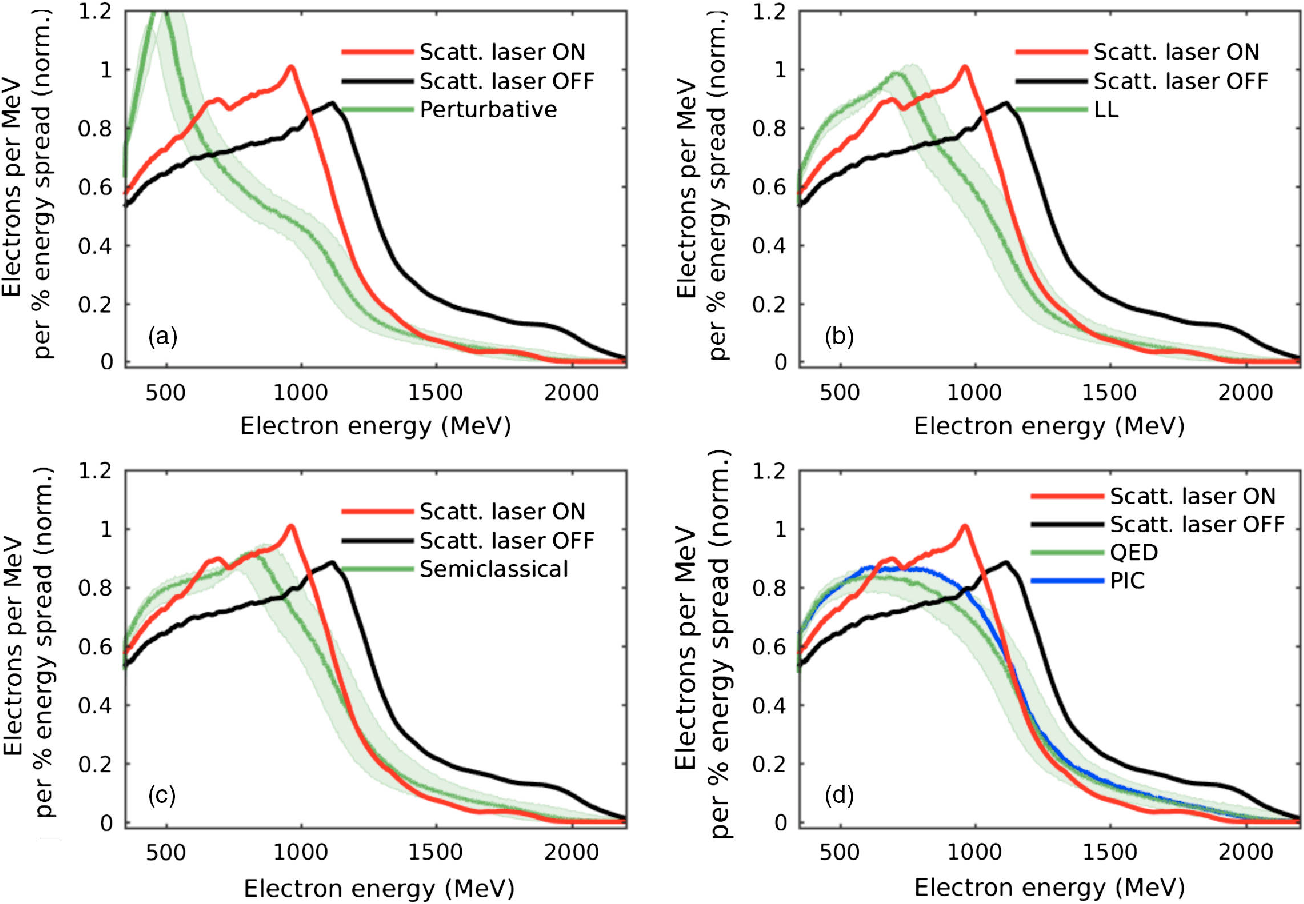 Electrons per MeV
per % energy spread (norm.)
1.2
1
0.8
0.6
0.4
0.2
0
Scatt. laser ON
Scatt. laser OFF
Perturbative
(a)
500
1000
1500
2000
Electron energy (MeV)
Electrons per MeV
per % energy spread (norm.)
1.2
1
0.8
0.6
0.4
0.2
0
Scatt. laser ON
Scatt. laser OFF
LL
(b)
500
1000
1500
2000
Electron energy (MeV)
Electrons per MeV
per % energy spread (norm.)
1.2
1
0.8
0.6
0.4
0.2
0
Scatt. laser ON
Scatt. laser OFF
Semiclassical
(c)
500
1000
1500
2000
Electron energy (MeV)
Electrons per MeV
per % energy spread (norm.)
1.2
1
0.8
0.6
0.4
0.2
0
Scatt. laser ON
Scatt. laser OFF
QED
PIC
(d)
500
1000
1500
2000
Electron energy (MeV)